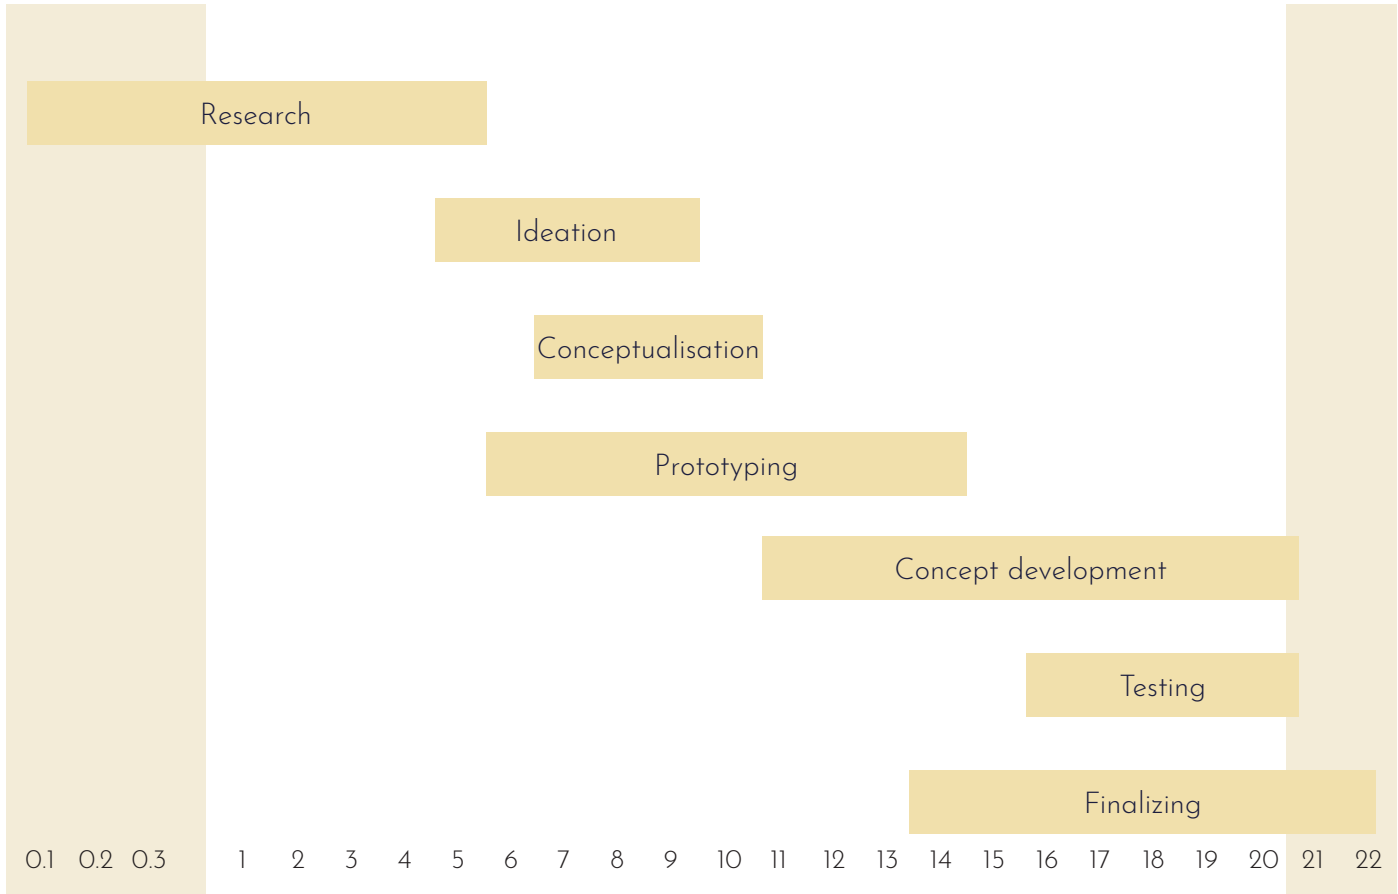 Research
Ideation
Conceptualisation
Prototyping
Concept development
Testing
Finalizing
0.1 0.2 0.3 1 2 3 4 5 6 7 8 9 10 11 12 13 14 15 16 17 18 19 20 21 22